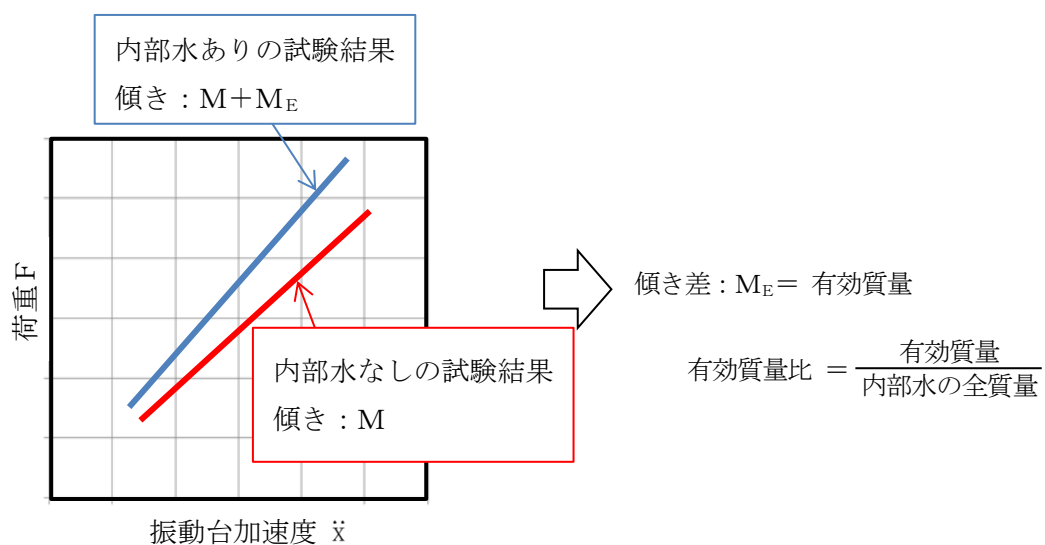 内部水ありの試験結果
傾き：M＋M_E
荷重F
内部水なしの試験結果
傾き：M
振動台加速度 ẍ
傾き差：M_E＝ 有効質量
有効質量比 ＝ 有効質量
内部水の全質量